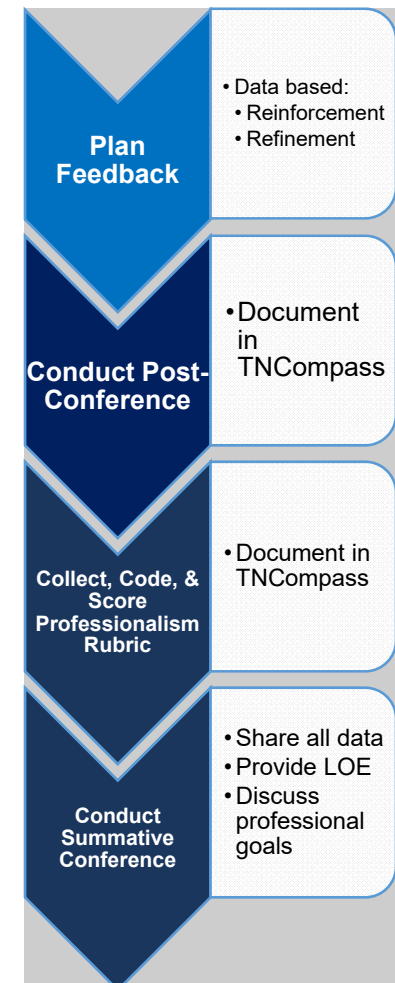 Plan
Feedback
• Data based:
• Reinforcement
• Refinement
Conduct Post-
Conference
•Document
in
TNCompass
Collect, Code, &
Score
Professionalism
Rubric
•Document in
TNCompass
Conduct
Summative
Conference
•Share all data
•Provide LOE
•Discuss
professional
goals